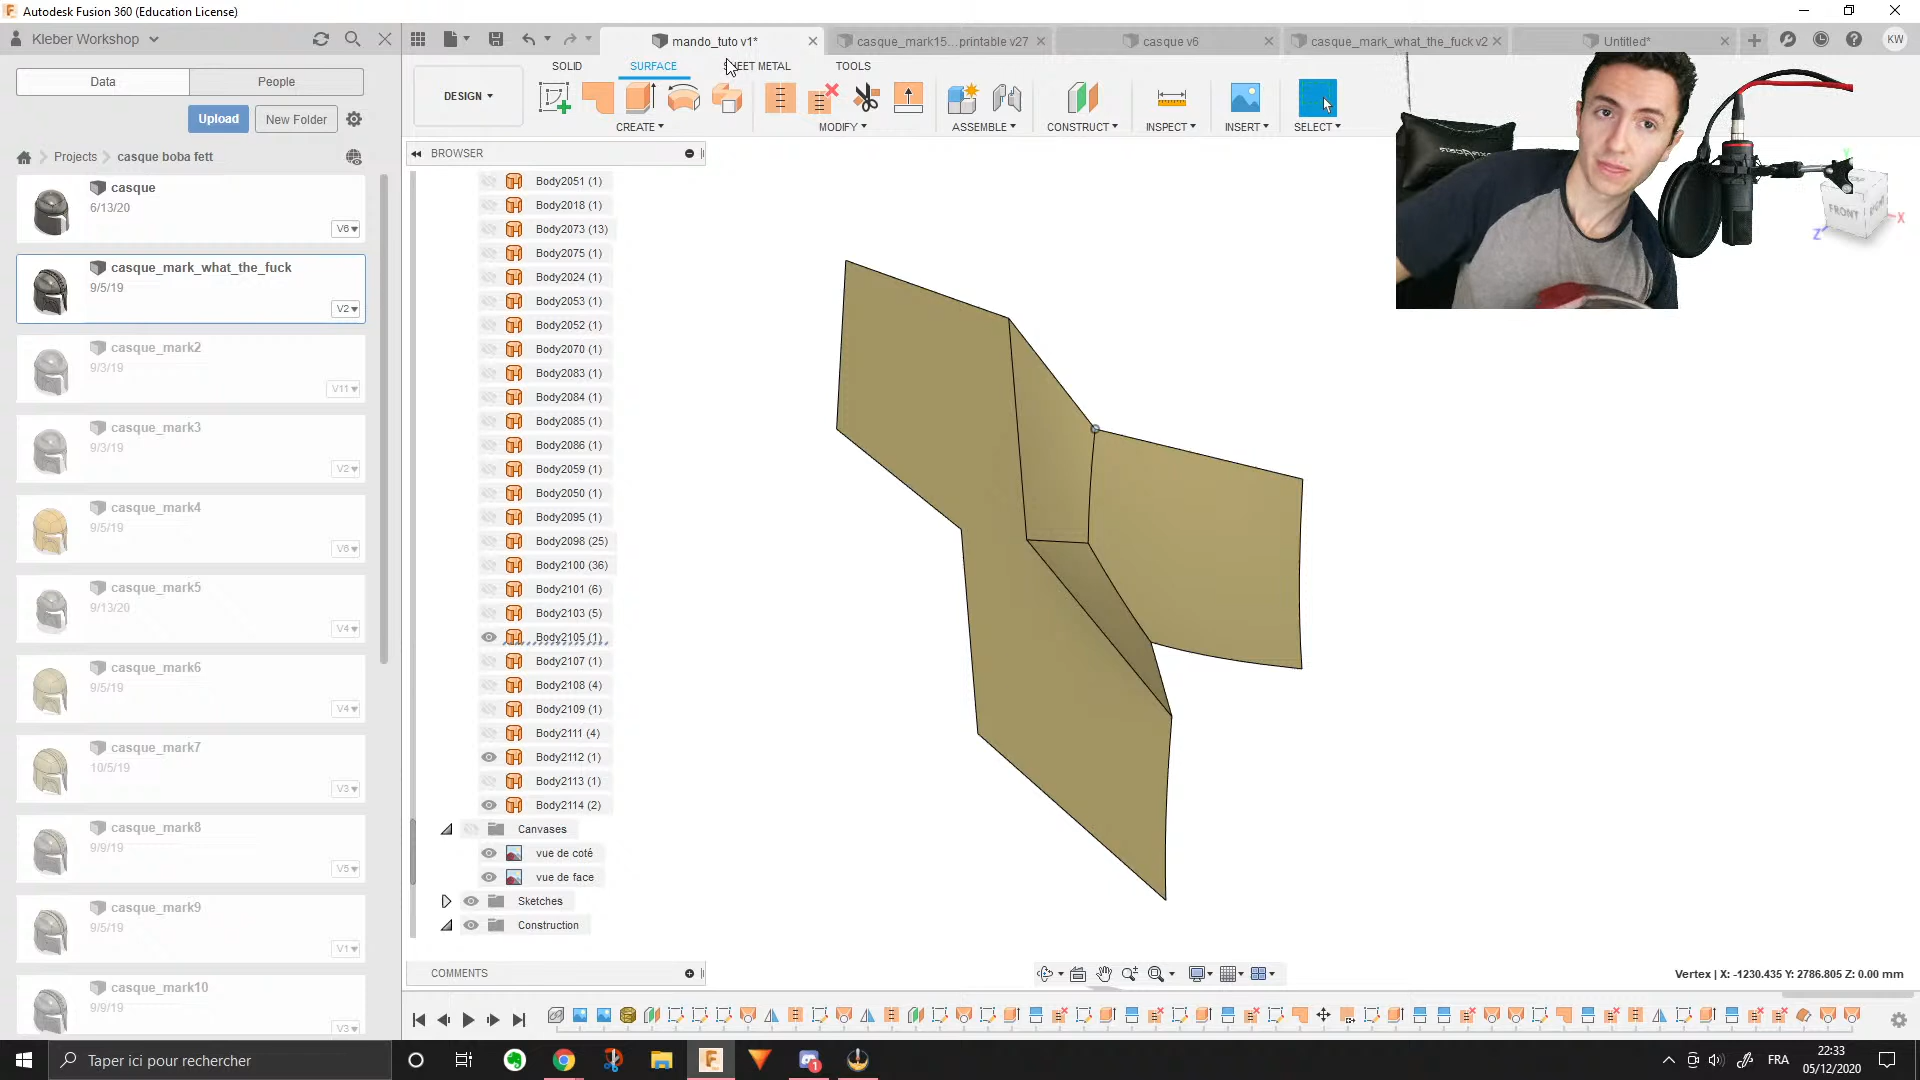 Autodesk Fusion 360 (Education License)
Kleber Workshop
mando_tuto v1*
casque_mark15...printable v27
casque v6
casque_mark_what_the_fuck v2
Untitled*
KW
Data
People
Upload
New Folder
Projects
casque boba fett
casque
6/13/20
V6
casque_mark_what_the_fuck
9/5/19
V2
casque_mark2
9/3/19
V11
casque_mark3
9/3/19
V2
casque_mark4
9/5/19
V6
casque_mark5
9/13/20
V4
casque_mark6
9/5/19
V4
casque_mark7
10/5/19
V3
casque_mark8
9/9/19
V5
casque_mark9
9/5/19
V1
casque_mark10
9/9/19
V3
DESIGN
SOLID
SURFACE
SHEET METAL
TOOLS
CREATE
MODIFY
ASSEMBLE
CONSTRUCT
INSPECT
INSERT
SELECT
BROWSER
Body2051 (1)
Body2018 (1)
Body2073 (13)
Body2075 (1)
Body2024 (1)
Body2053 (1)
Body2052 (1)
Body2070 (1)
Body2083 (1)
Body2084 (1)
Body2085 (1)
Body2086 (1)
Body2059 (1)
Body2050 (1)
Body2095 (1)
Body2098 (25)
Body2100 (36)
Body2101 (6)
Body2103 (5)
Body2105 (1)
Body2107 (1)
Body2108 (4)
Body2109 (1)
Body2111 (4)
Body2112 (1)
Body2113 (1)
Body2114 (2)
Canvases
vue de coté
vue de face
Sketches
Construction
COMMENTS
FRONT
RIGHT
X
Z
Vertex | X: -1230.435 Y: 2786.805 Z: 0.00 mm
Taper ici pour rechercher
1
FRA
22:33
05/12/2020